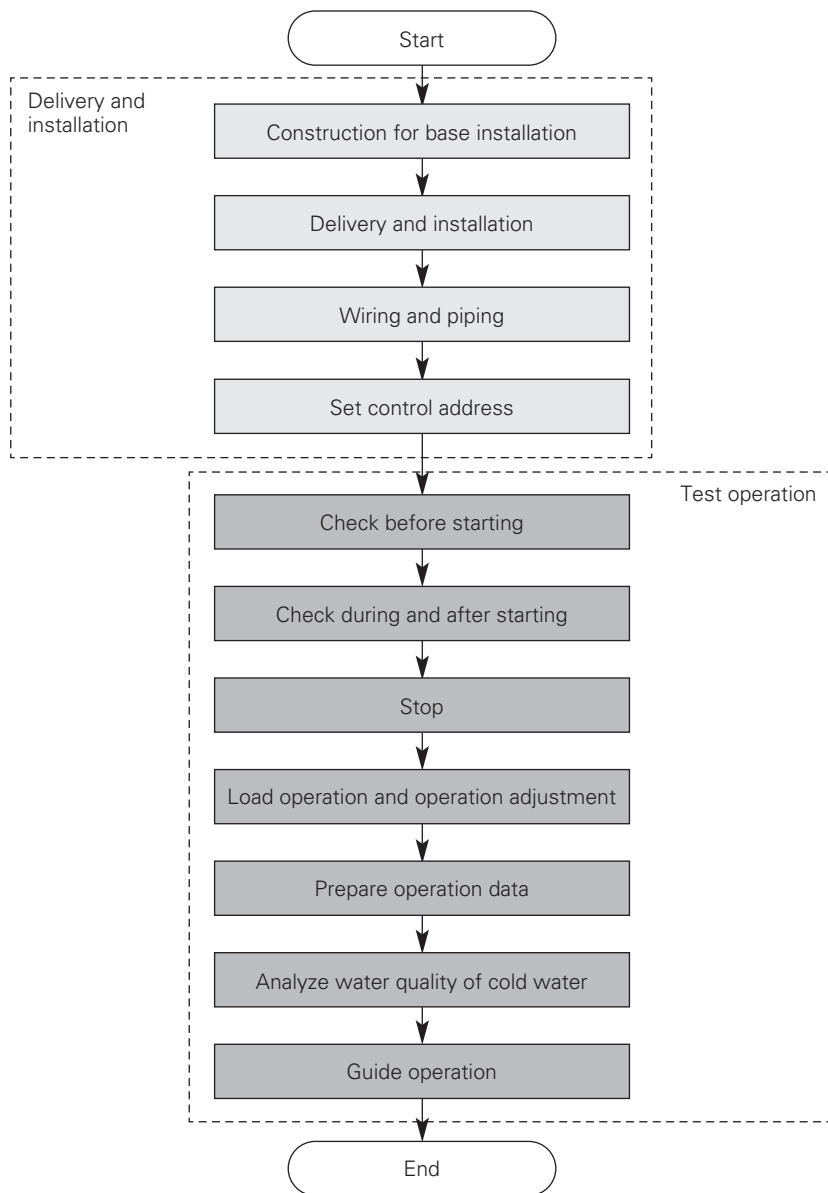 Start
Delivery and
installation
Construction for base installation
Delivery and installation
Wiring and piping
Set control address
Test operation
Check before starting
Check during and after starting
Stop
Load operation and operation adjustment
Prepare operation data
Analyze water quality of cold water
Guide operation
End